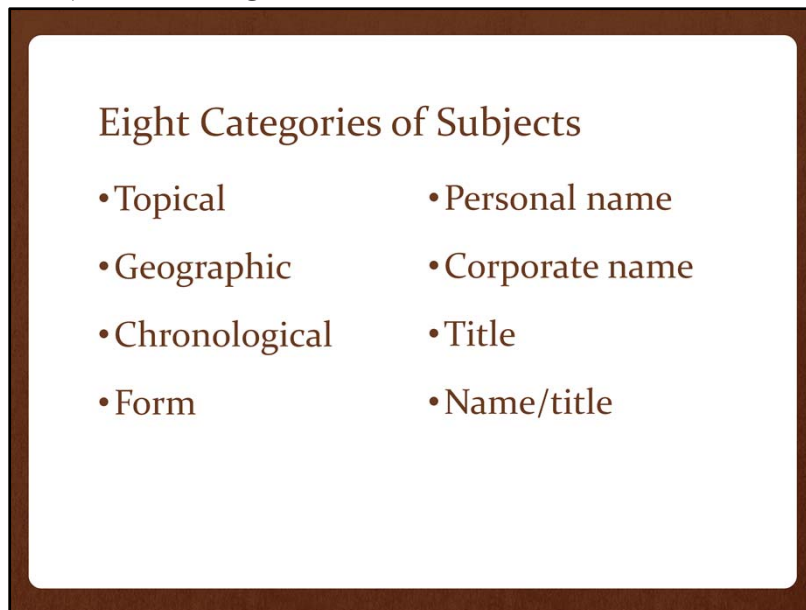 Eight Categories of Subjects
•Topical
•Geographic
•Chronological
•Form
•Personal name
•Corporate name
•Title
•Name/title